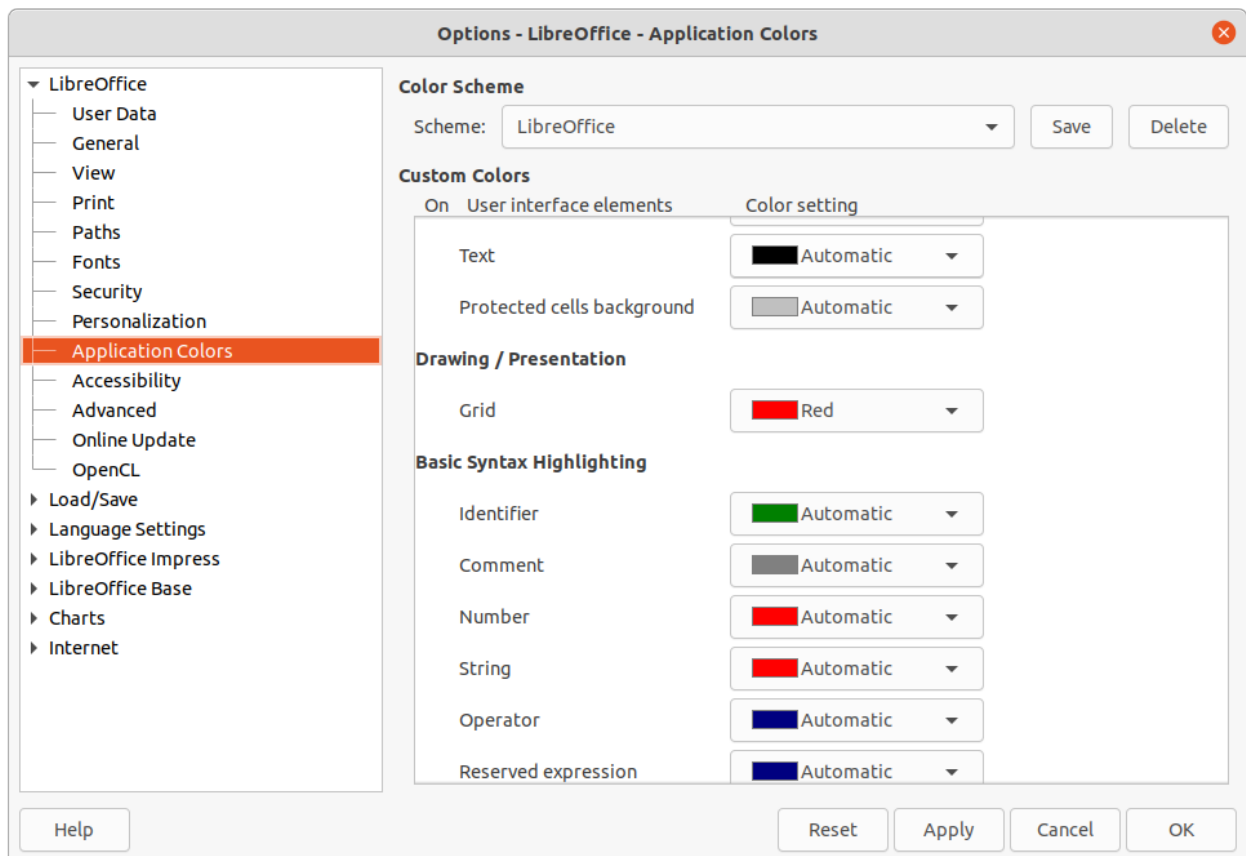 Options - LibreOffice - Application Colors
LibreOffice
User Data
General
View
Print
Paths
Fonts
Security
Personalization
Application Colors
Accessibility
Advanced
Online Update
OpenCL
Load/Save
Language Settings
LibreOffice Impress
LibreOffice Base
Charts
Internet
Color Scheme
Scheme: LibreOffice Save Delete
Custom Colors
On User interface elements Color setting
Text Automatic
Protected cells background Automatic
Drawing / Presentation
Grid Red
Basic Syntax Highlighting
Identifier Automatic
Comment Automatic
Number Automatic
String Automatic
Operator Automatic
Reserved expression Automatic
Help Reset Apply Cancel OK